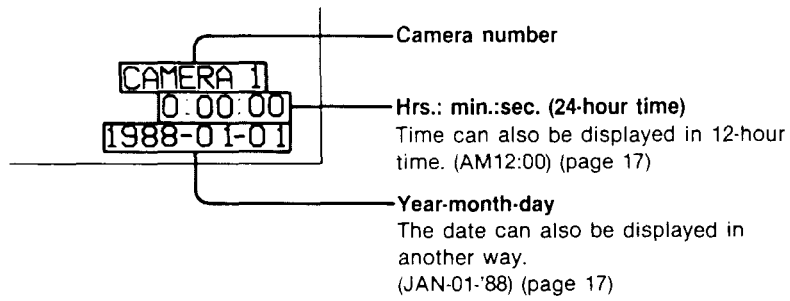 CAMERA 1
0:00:00
1988-01-01
Camera number
Hrs.: min.:sec. (24-hour time)
Time can also be displayed in 12-hour
time. (AM12:00) (page 17)
Year-month-day
The date can also be displayed in
another way.
(JAN-01-'88) (page 17)